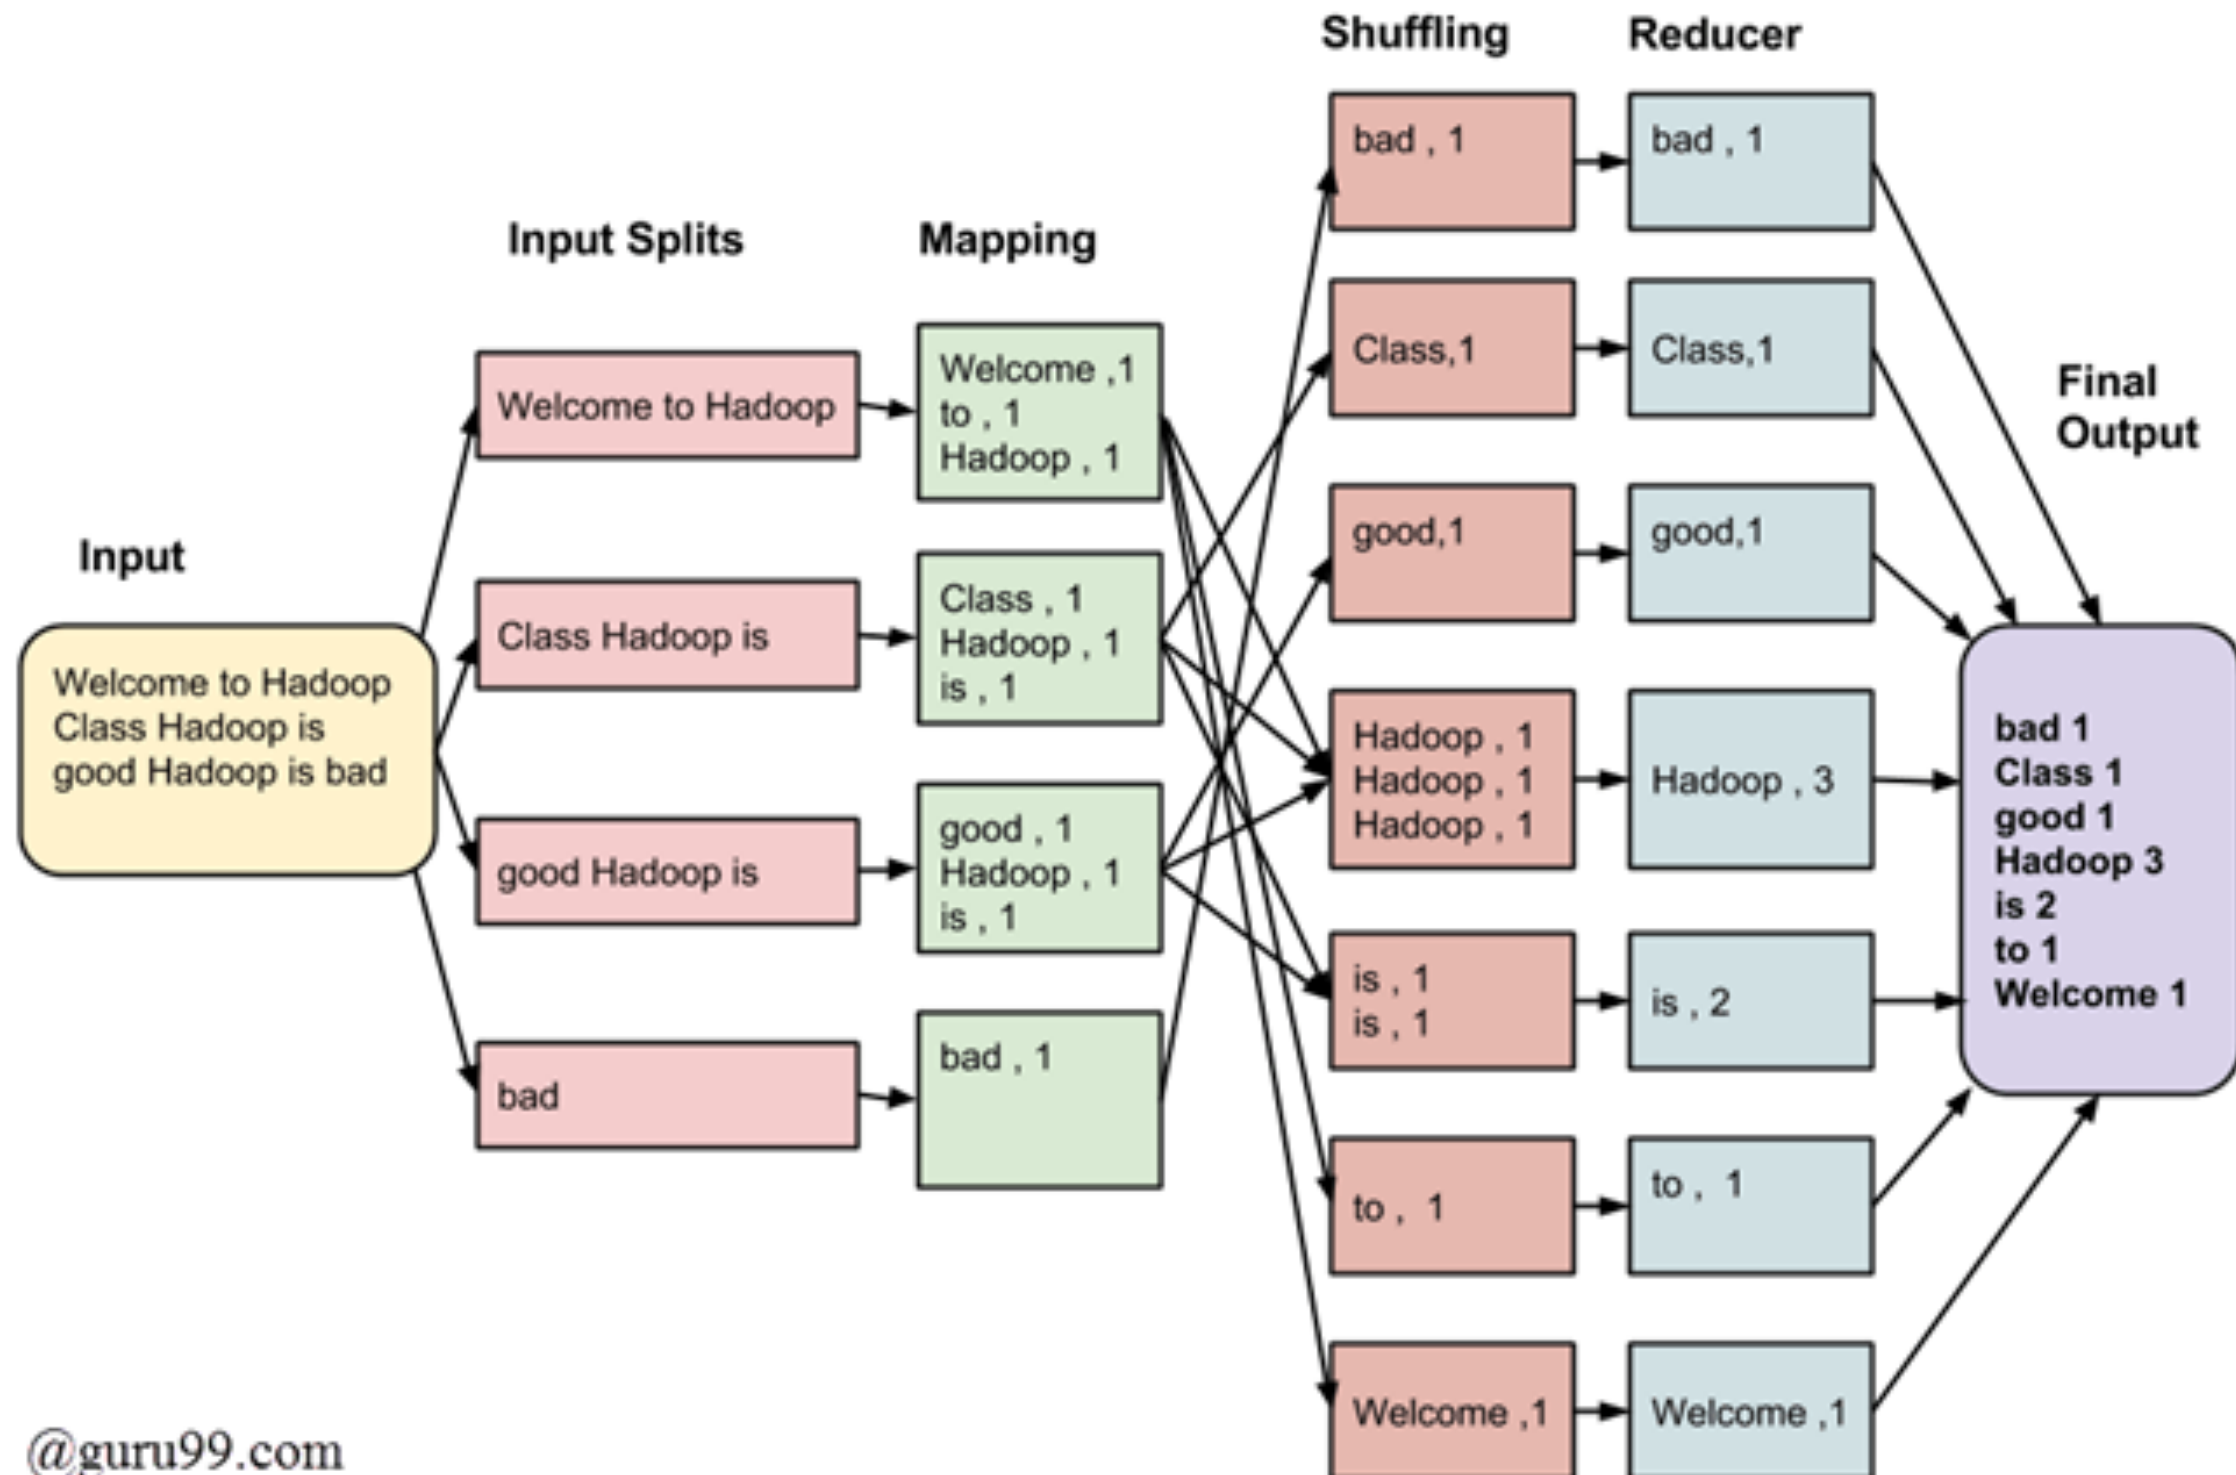 Input
Welcome to Hadoop
Class Hadoop is
good Hadoop is bad
Input Splits
Welcome to Hadoop
Class Hadoop is
good Hadoop is
bad
Mapping
Welcome ,1
to , 1
Hadoop , 1
Class , 1
Hadoop , 1
is , 1
good , 1
Hadoop , 1
is , 1
bad , 1
Shuffling
bad , 1
Class,1
good,1
Hadoop , 1
Hadoop , 1
Hadoop , 1
is , 1
is , 1
to , 1
Welcome ,1
Reducer
bad , 1
Class,1
good,1
Hadoop , 3
is , 2
to , 1
Welcome ,1
Final
Output
bad 1
Class 1
good 1
Hadoop 3
is 2
to 1
Welcome 1
@guru99.com